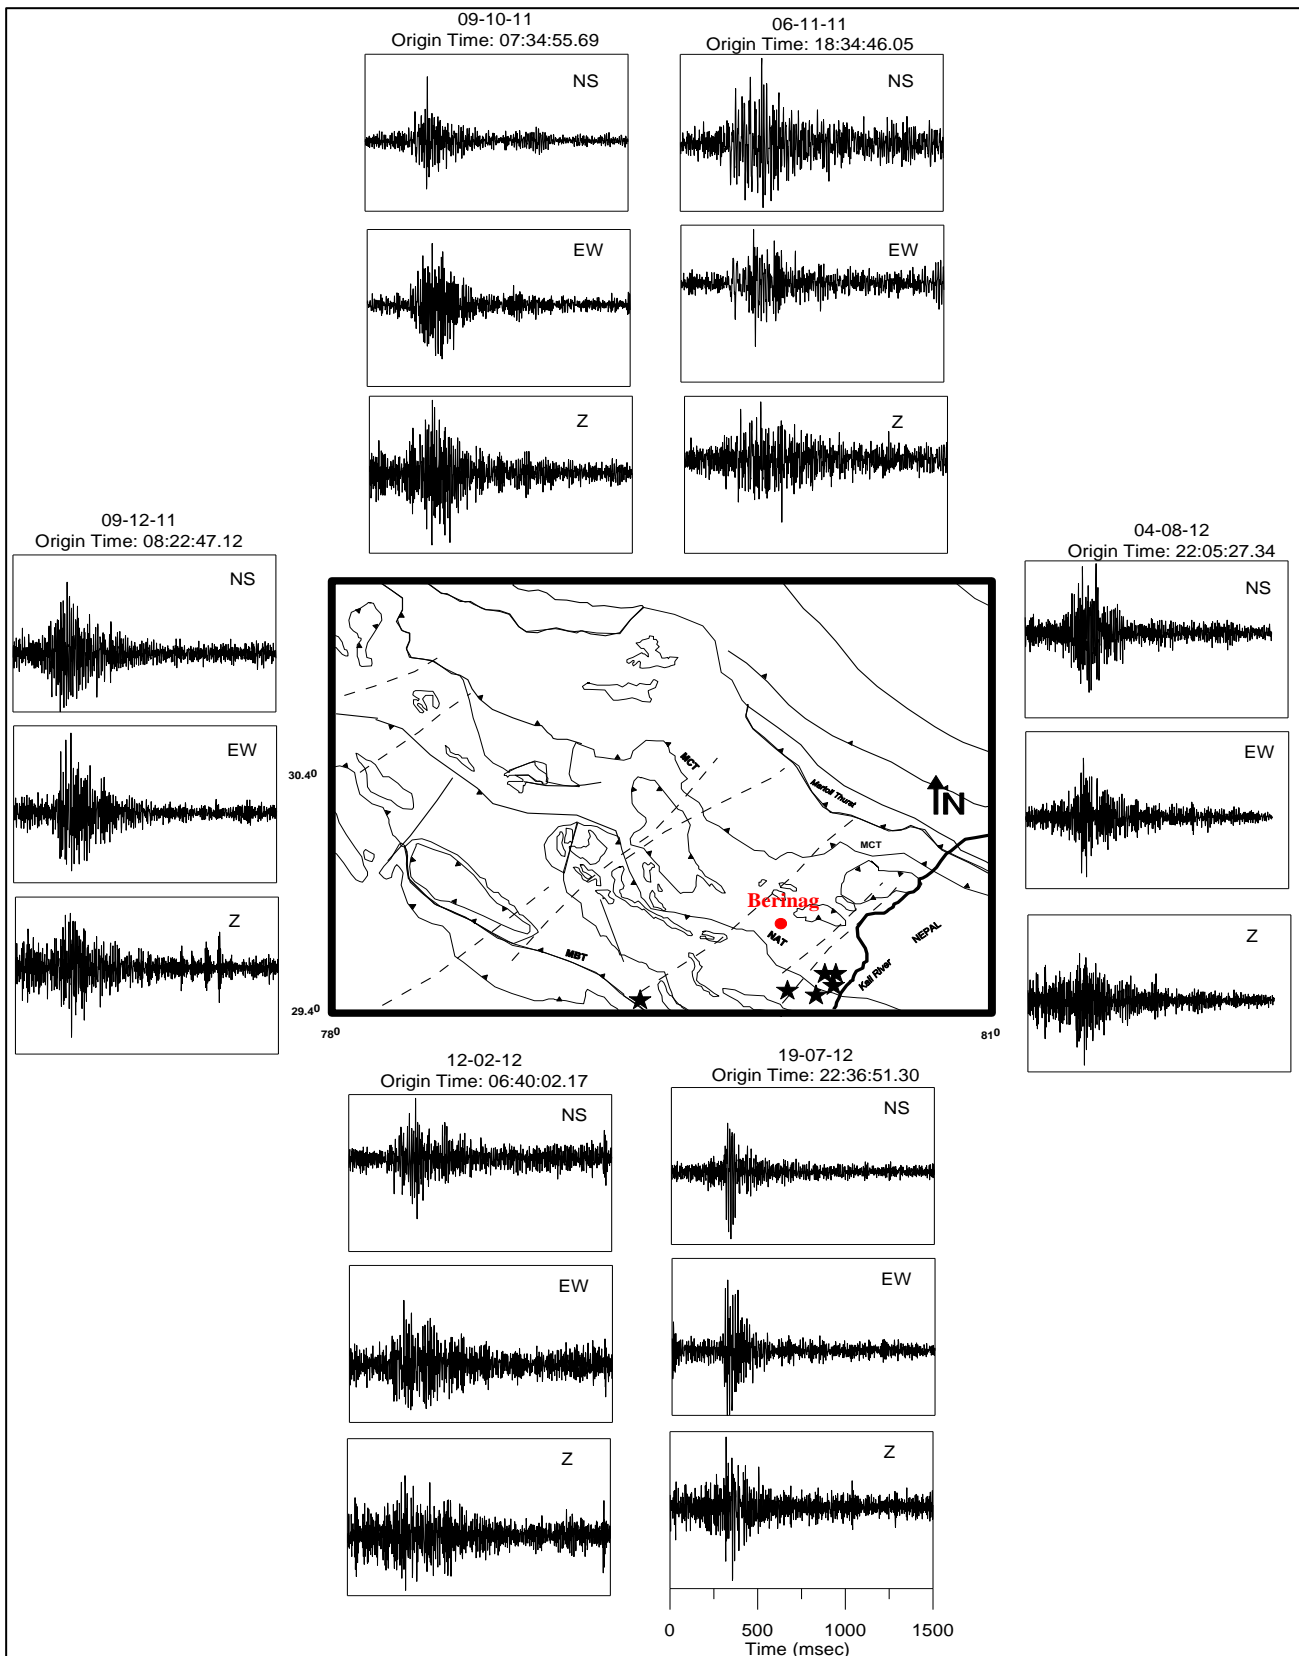 09-10-11
Origin Time: 07:34:55.69
NS
EW
Z
06-11-11
Origin Time: 18:34:46.05
NS
EW
Z
09-12-11
Origin Time: 08:22:47.12
NS
EW
Z
04-08-12
Origin Time: 22:05:27.34
NS
EW
Z
30.4⁰
29.4⁰
78⁰
81⁰
MCT
Martoli Thurst
N
MCT
Berinag
NAT
NEPAL
MBT
Kali River
12-02-12
Origin Time: 06:40:02.17
NS
EW
Z
19-07-12
Origin Time: 22:36:51.30
NS
EW
Z
0 500 1000 1500
Time (msec)